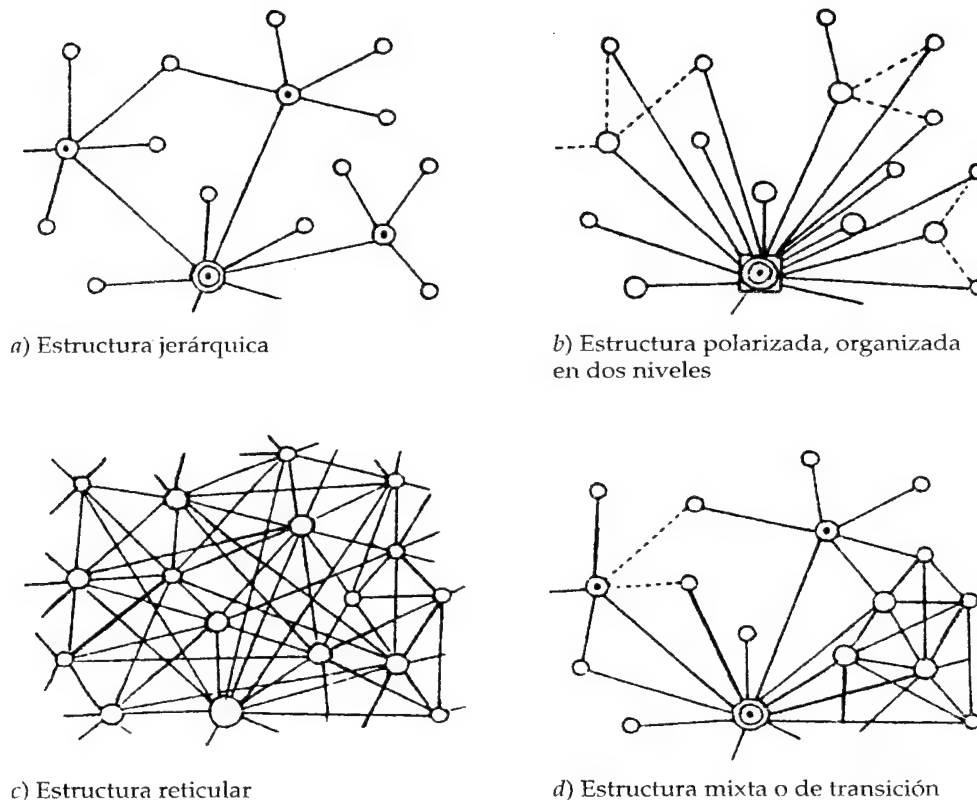 a) Estructura jerárquica
b) Estructura polarizada, organizada
en dos niveles
c) Estructura reticular
d) Estructura mixta o de transición